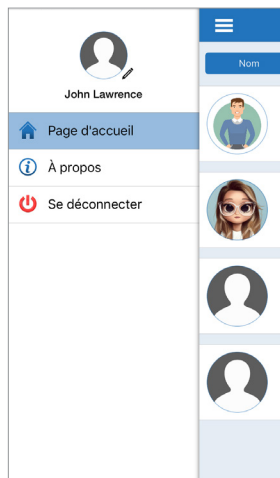 Nom
John Lawrence
Page d'accueil
À propos
Se déconnecter